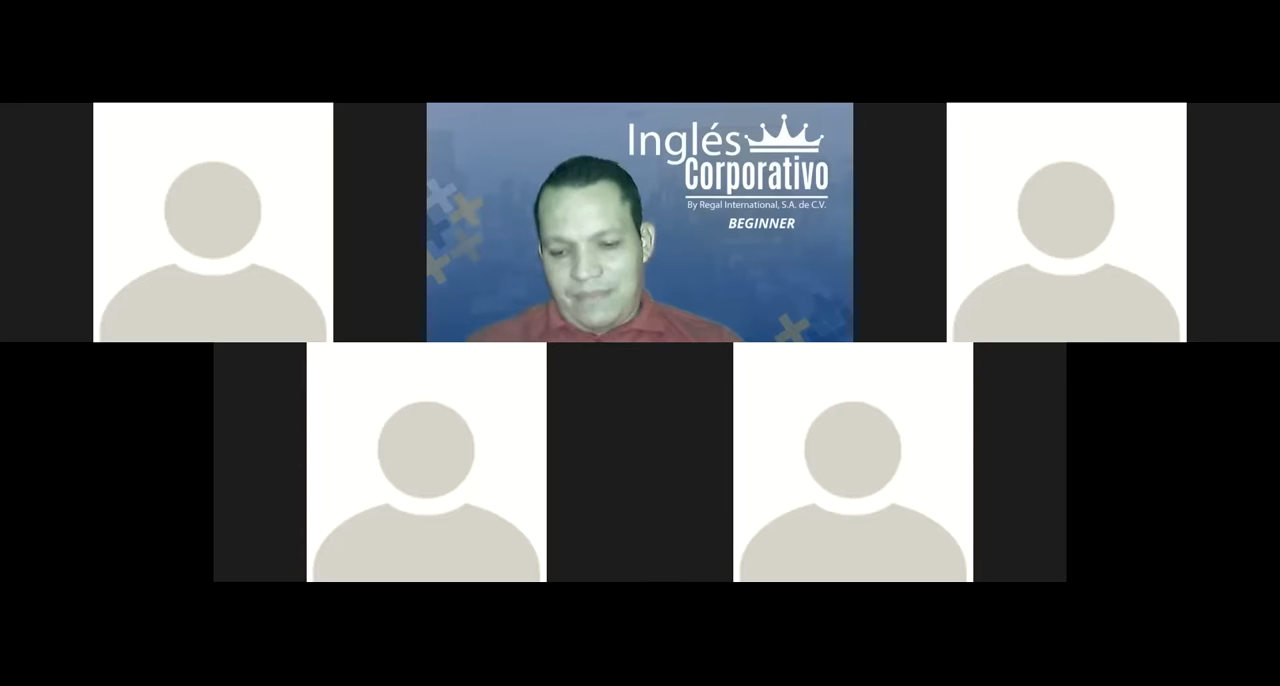 Inglés
Corporativo
By Regal International, S.A. de C.V.
BEGINNER